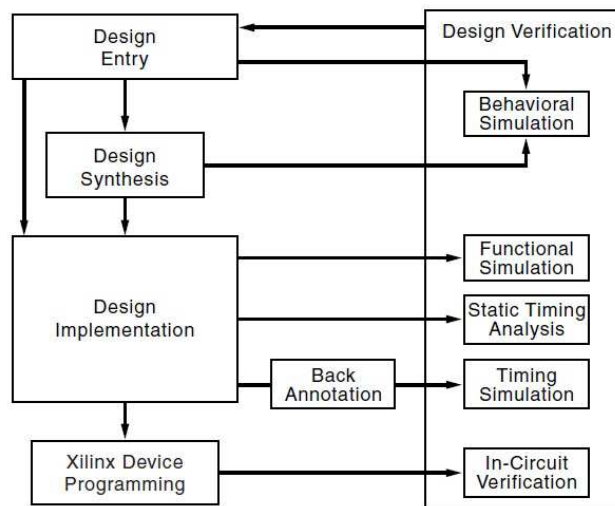 Design
Entry
Design Verification
Behavioral
Simulation
Design
Synthesis
Functional
Simulation
Design
Implementation
Static Timing
Analysis
Back
Annotation
Timing
Simulation
Xilinx Device
Programming
In-Circuit
Verification